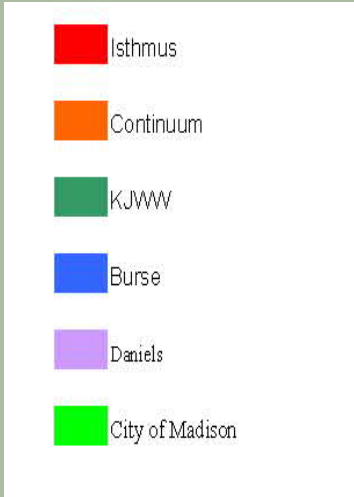 Isthmus
Continuum
KJWW
Burse
Daniels
City of Madison